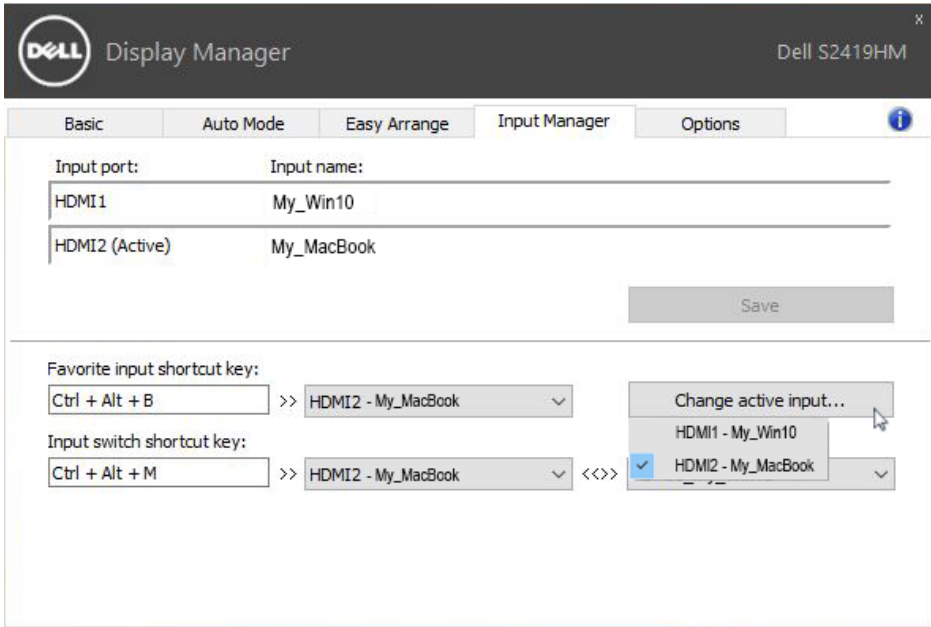 DELL Display Manager
x
Dell S2419HM
Basic Auto Mode Easy Arrange Input Manager Options i
Input port: Input name:
HDMI1 My_Win10
HDMI2 (Active) My_MacBook
Save
Favorite input shortcut key:
Ctrl + Alt + B >> HDMI2 - My_MacBook Change active input...
HDMI1 - My_Win10
Input switch shortcut key:
HDMI2 - My_MacBook
Ctrl + Alt + M >> HDMI2 - My_MacBook <<>>